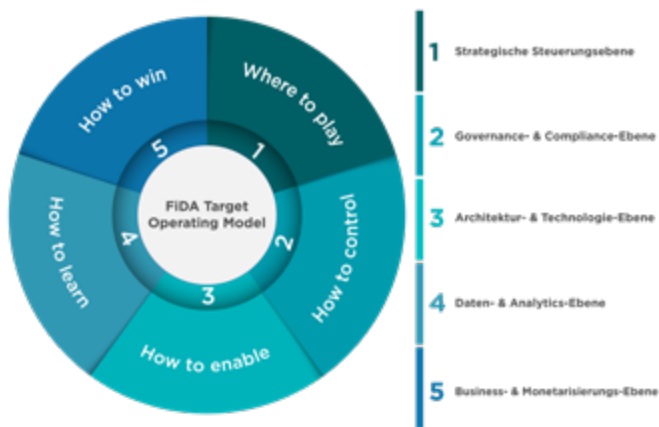 How to win
Where to play
How to control
How to enable
How to learn
5
1
2
3
4
FiDA Target
Operating Model
1 Strategische Steuerungsebene
2 Governance- & Compliance-Ebene
3 Architektur- & Technologie-Ebene
4 Daten- & Analytics-Ebene
5 Business- & Monetarisierungs-Ebene